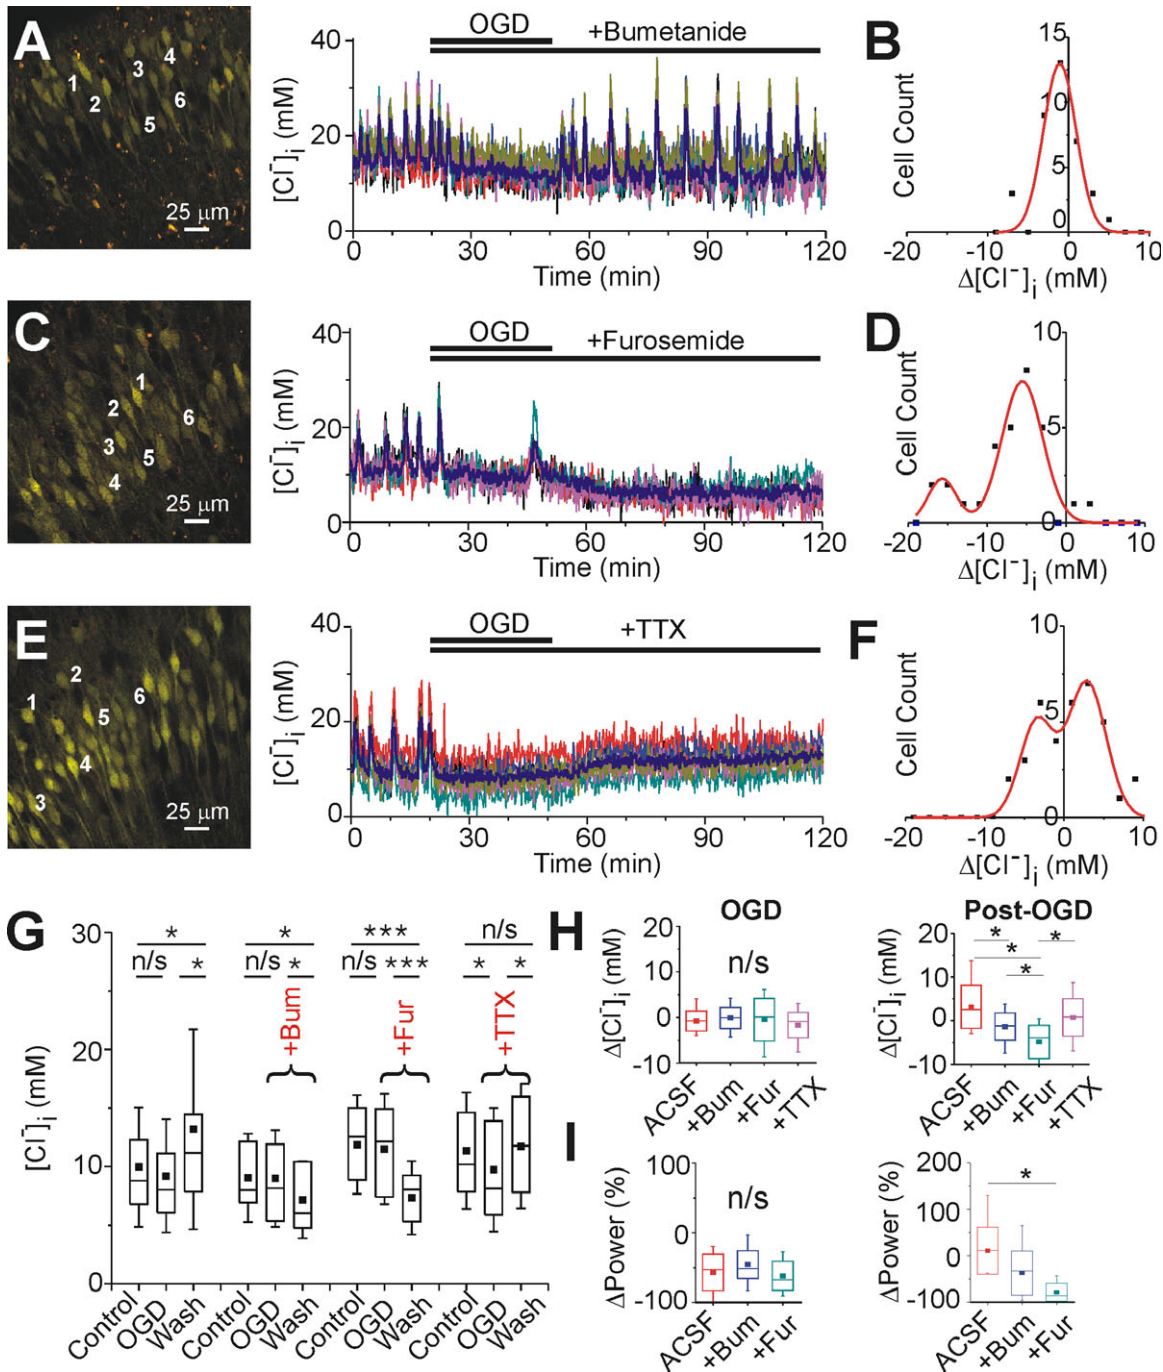 A
1
2
3
4
5
6
25 μm
OGD
+Bumetanide
[Cl⁻]i (mM)
40
20
0
0 30 60 90 120
Time (min)
B
Cell Count
15
10
5
0
-20 -10 0 10
Δ[Cl⁻]i (mM)
C
1
2
3
4
5
6
25 μm
OGD
+Furosemide
[Cl⁻]i (mM)
40
20
0
0 30 60 90 120
Time (min)
D
Cell Count
10
5
0
-20 -10 0 10
Δ[Cl⁻]i (mM)
E
1
2
3
4
5
6
25 μm
OGD
+TTX
[Cl⁻]i (mM)
40
20
0
0 30 60 90 120
Time (min)
F
Cell Count
10
5
0
-20 -10 0 10
Δ[Cl⁻]i (mM)
G
[Cl⁻]i (mM)
30
20
10
0
* * *** n/s
n/s * n/s * n/s *** * *
+Bum
+Fur
+TTX
Control OGD Wash Control OGD Wash Control OGD Wash Control OGD Wash
H
OGD
Δ[Cl⁻]i (mM)
20
10
0
-10
n/s
ACSF +Bum +Fur +TTX
Post-OGD
Δ[Cl⁻]i (mM)
20
10
0
-10
* *
*
*
ACSF +Bum +Fur +TTX
I
ΔPower (%)
100
0
-100
n/s
ACSF +Bum +Fur
ΔPower (%)
200
100
0
-100
*
ACSF +Bum +Fur